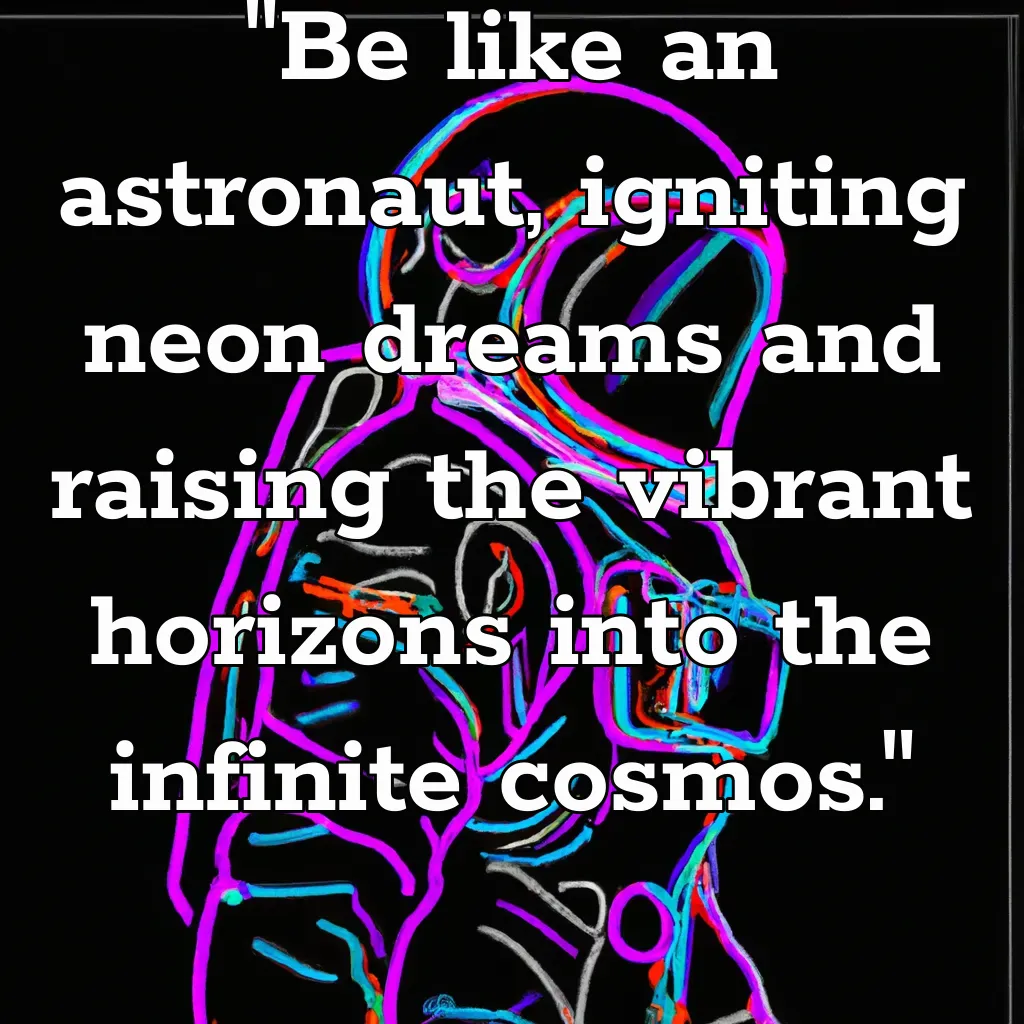 "Be like an
astronaut, igniting
neon dreams and
raising the vibrant
horizons into the
infinite cosmos."